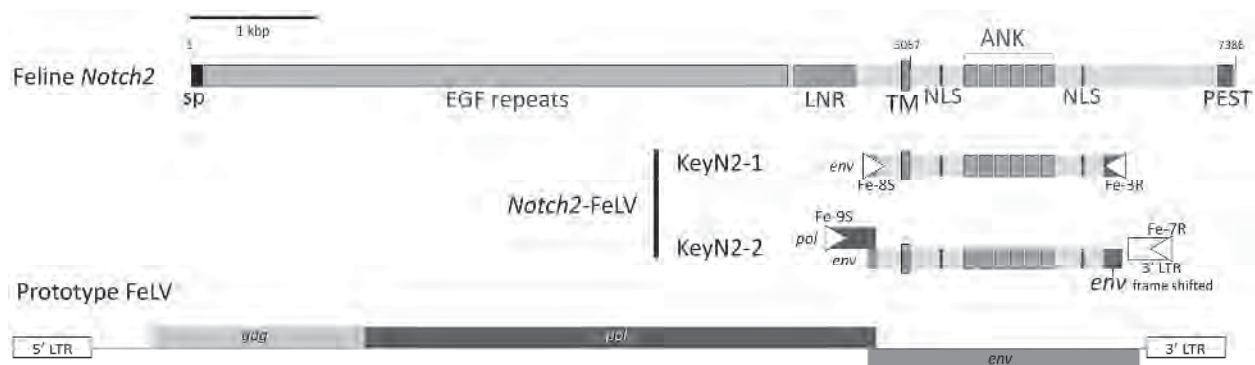 1 kbp
1 5067 ANK 7386
Feline Notch2
sp EGF repeats LNR TM NLS NLS PEST
KeyN2-1 env
Fe-8S Fe-3R
Notch2-FeLV
Fe-9S Fe-7R
KeyN2-2 pol
env env 3' LTR
frame shifted
Prototype FeLV
5' LTR gag pol 3' LTR
env